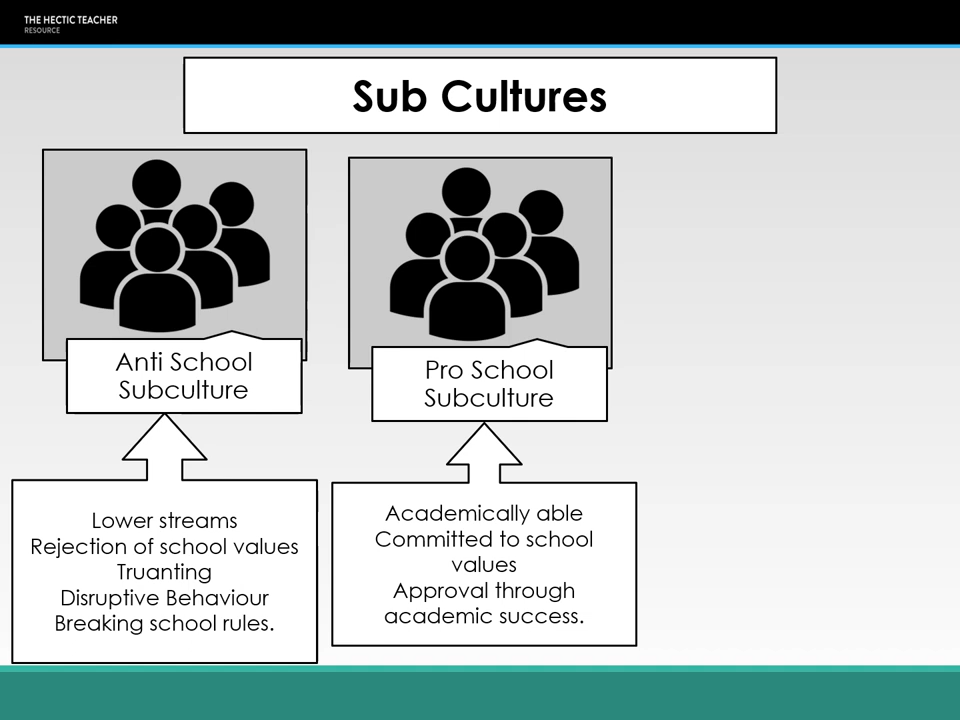 THE HECTIC TEACHER
RESOURCE
Sub Cultures
Anti School
Subculture
Pro School
Subculture
Lower streams
Rejection of school values
Truanting
Disruptive Behaviour
Breaking school rules.
Academically able
Committed to school
values
Approval through
academic success.